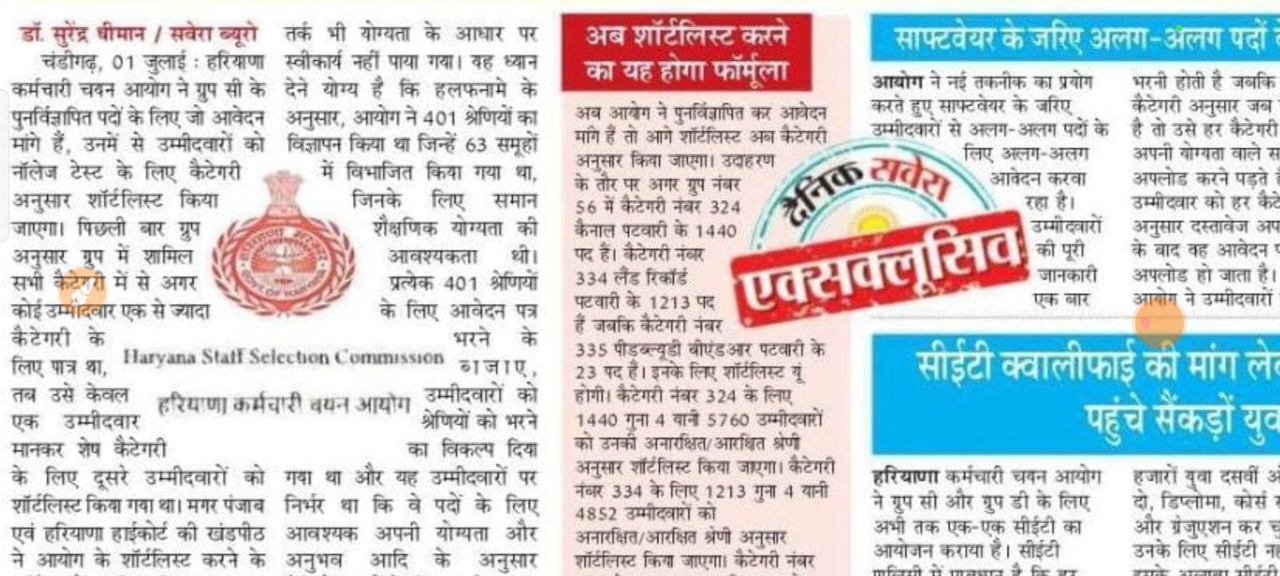 डॉ. सुरेंद्र धीमान / सवेरा ब्यूरो
चंडीगढ़, 01 जुलाई : हरियाणा
कर्मचारी चयन आयोग ने ग्रुप सी के
पुनर्विज्ञापित पदों के लिए जो आवेदन
मांगे हैं, उनमें से उम्मीदवारों को
नॉलेज टेस्ट के लिए कैटेगरी
अनुसार शॉर्टलिस्ट किया
जाएगा। पिछली बार ग्रुप
अनुसार ग्रुप में शामिल
सभी कैटेगरी में से अगर
कोई उम्मीदवार एक से ज्यादा
कैटेगरी के
लिए पात्र था,
तब उसे केवल
एक उम्मीदवार
मानकर शेष कैटेगरी
के लिए दूसरे उम्मीदवारों को
शॉर्टलिस्ट किया गया था। मगर पंजाब
एवं हरियाणा हाईकोर्ट की खंडपीठ
ने आयोग के शॉर्टलिस्ट करने के
तर्क भी योग्यता के आधार पर
स्वीकार्य नहीं पाया गया। वह ध्यान
देने योग्य है कि हलफनामे के
अनुसार, आयोग ने 401 श्रेणियों का
विज्ञापन किया था जिन्हें 63 समूहों
में विभाजित किया गया था,
जिनके लिए समान
शैक्षणिक योग्यता की
आवश्यकता थी।
प्रत्येक 401 श्रेणियों
के लिए आवेदन पत्र
भरने के
बजाए,
उम्मीदवारों को
श्रेणियों को भरने
का विकल्प दिया
गया था और यह उम्मीदवारों पर
निर्भर था कि वे पदों के लिए
आवश्यक अपनी योग्यता और
अनुभव आदि के अनुसार
Haryana Staff Selection Commission
हरियाणा कर्मचारी चयन आयोग
अब शॉर्टलिस्ट करने
का यह होगा फॉर्मूला
अब आयोग ने पुनर्विज्ञापित कर आवेदन
मांगे हैं तो आगे शॉर्टलिस्ट अब कैटेगरी
अनुसार किया जाएगा। उदाहरण
के तौर पर अगर ग्रुप नंबर
56 में कैटेगरी नंबर 324
कैनाल पटवारी के 1440
पद हैं। कैटेगरी नंबर
334 लैंड रिकॉर्ड
पटवारी के 1213 पद
हैं जबकि कैटेगरी नंबर
335 पीडब्ल्यूडी बीएंडआर पटवारी के
23 पद हैं। इनके लिए शॉर्टलिस्ट यूं
होगी। कैटेगरी नंबर 324 के लिए
1440 गुना 4 यानी 5760 उम्मीदवारों
को उनकी अनारक्षित/आरक्षित श्रेणी
अनुसार शॉर्टलिस्ट किया जाएगा। कैटेगरी
नंबर 334 के लिए 1213 गुना 4 यानी
4852 उम्मीदवारों को
अनारक्षित/आरक्षित श्रेणी अनुसार
शॉर्टलिस्ट किया जाएगा। कैटेगरी नंबर
दैनिक सवेरा
एक्सक्लूसिव
साफ्टवेयर के जरिए अलग-अलग पदों
आयोग ने नई तकनीक का प्रयोग
करते हुए साफ्टवेयर के जरिए
उम्मीदवारों से अलग-अलग पदों के
लिए अलग-अलग
आवेदन करवा
रहा है।
उम्मीदवारों
की पूरी
जानकारी
एक बार
भरनी होती है जबकि
कैटेगरी अनुसार जब
है तो उसे हर कैटेगरी
अपनी योग्यता वाले
अपलोड करने पड़ते
उम्मीदवार को हर
अनुसार दस्तावेज
के बाद वह आवेदन
अपलोड हो जाता है।
आयोग ने उम्मीदवारों
सीईटी क्वालीफाई की मांग
पहुंचे सैंकड़ों
हरियाणा कर्मचारी चयन आयोग
ने ग्रुप सी और ग्रुप डी के लिए
अभी तक एक-एक सीईटी का
आयोजन कराया है। सीईटी
हजारों युवा दसवीं
दो, डिप्लोमा, कोर्स
और ग्रेजुएशन कर
उनके लिए सीईटी